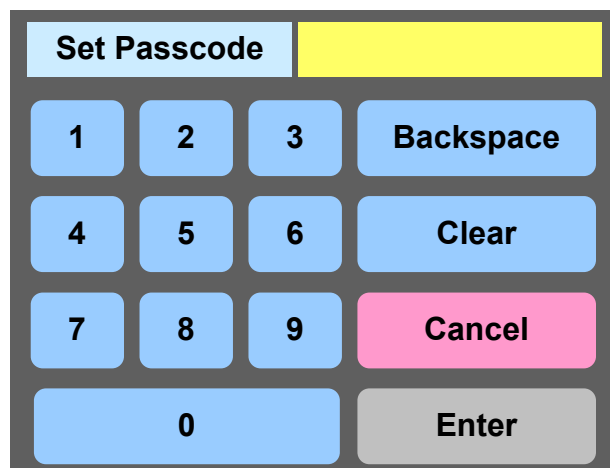 Set Passcode
1 2 3 Backspace
4 5 6 Clear
7 8 9 Cancel
0 Enter